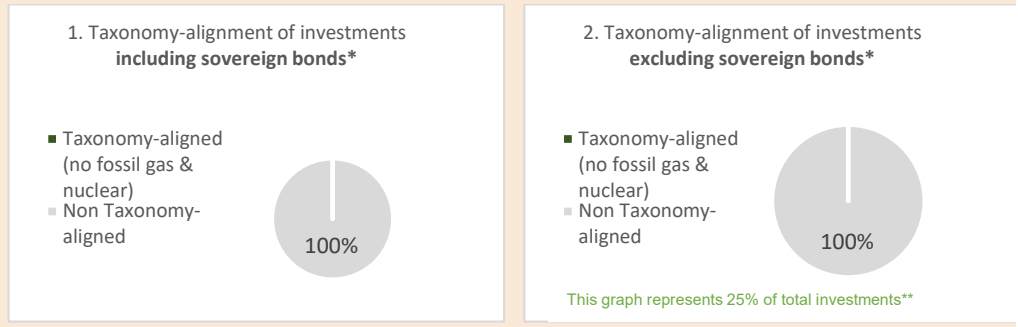 1. Taxonomy-alignment of investments
including sovereign bonds*
Taxonomy-aligned
(no fossil gas &
nuclear)
Non Taxonomy-
aligned
100%
2. Taxonomy-alignment of investments
excluding sovereign bonds*
Taxonomy-aligned
(no fossil gas &
nuclear)
Non Taxonomy-
aligned
100%
This graph represents 25% of total investments**